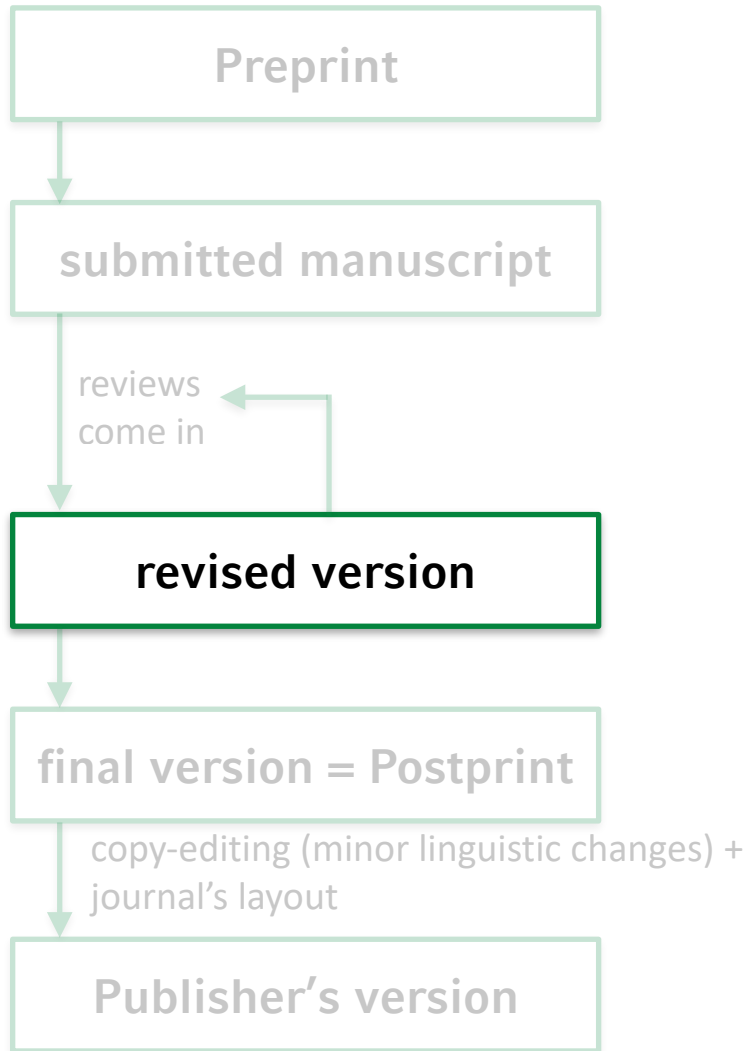 Preprint
submitted manuscript
reviews
come in
revised version
final version = Postprint
copy-editing (minor linguistic changes) +
journal’s layout
Publisher’s version